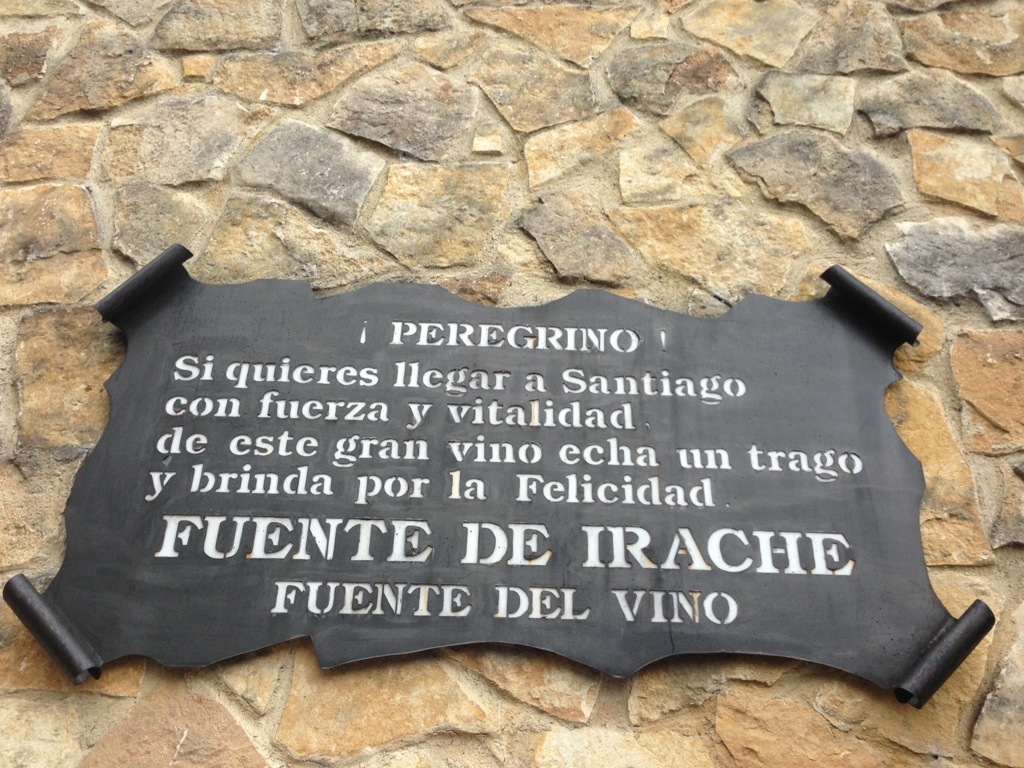 ¡ PEREGRINO !
Si quieres llegar a Santiago
con fuerza y vitalidad,
de este gran vino echa un trago
y brinda por la Felicidad.
FUENTE DE IRACHE
FUENTE DEL VINO